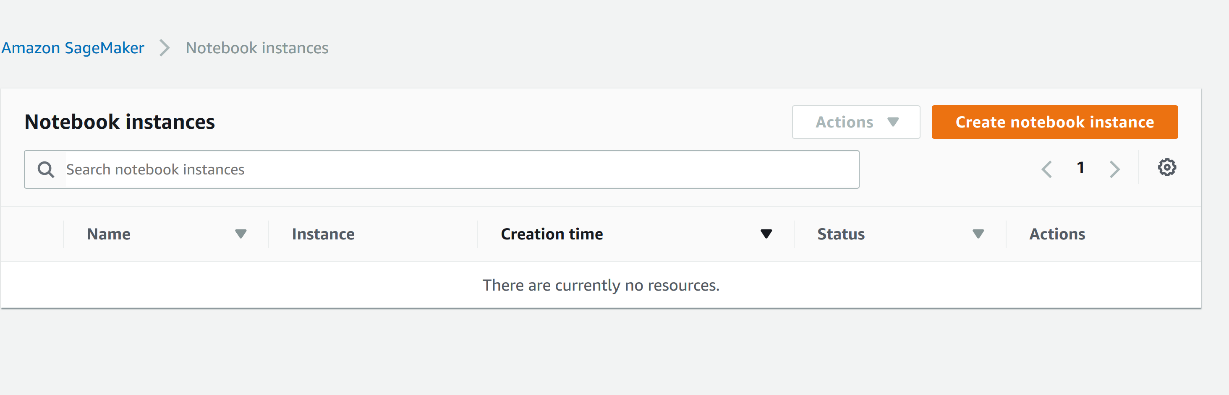 Amazon SageMaker > Notebook instances
Notebook instances
Actions
Create notebook instance
Search notebook instances
1
Name Instance Creation time Status Actions
There are currently no resources.